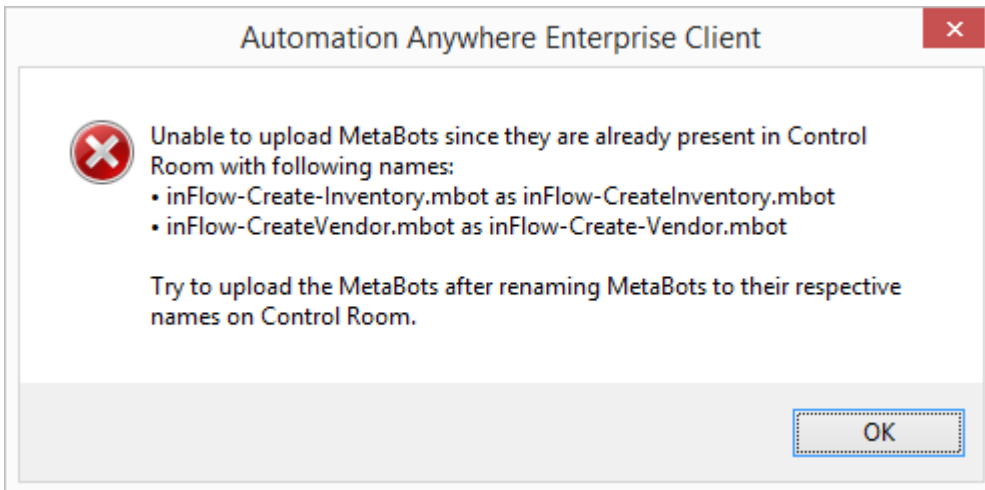 Automation Anywhere Enterprise Client
Unable to upload MetaBots since they are already present in Control
Room with following names:
• inFlow-Create-Inventory.mbot as inFlow-CreateInventory.mbot
• inFlow-CreateVendor.mbot as inFlow-Create-Vendor.mbot
Try to upload the MetaBots after renaming MetaBots to their respective
names on Control Room.
OK